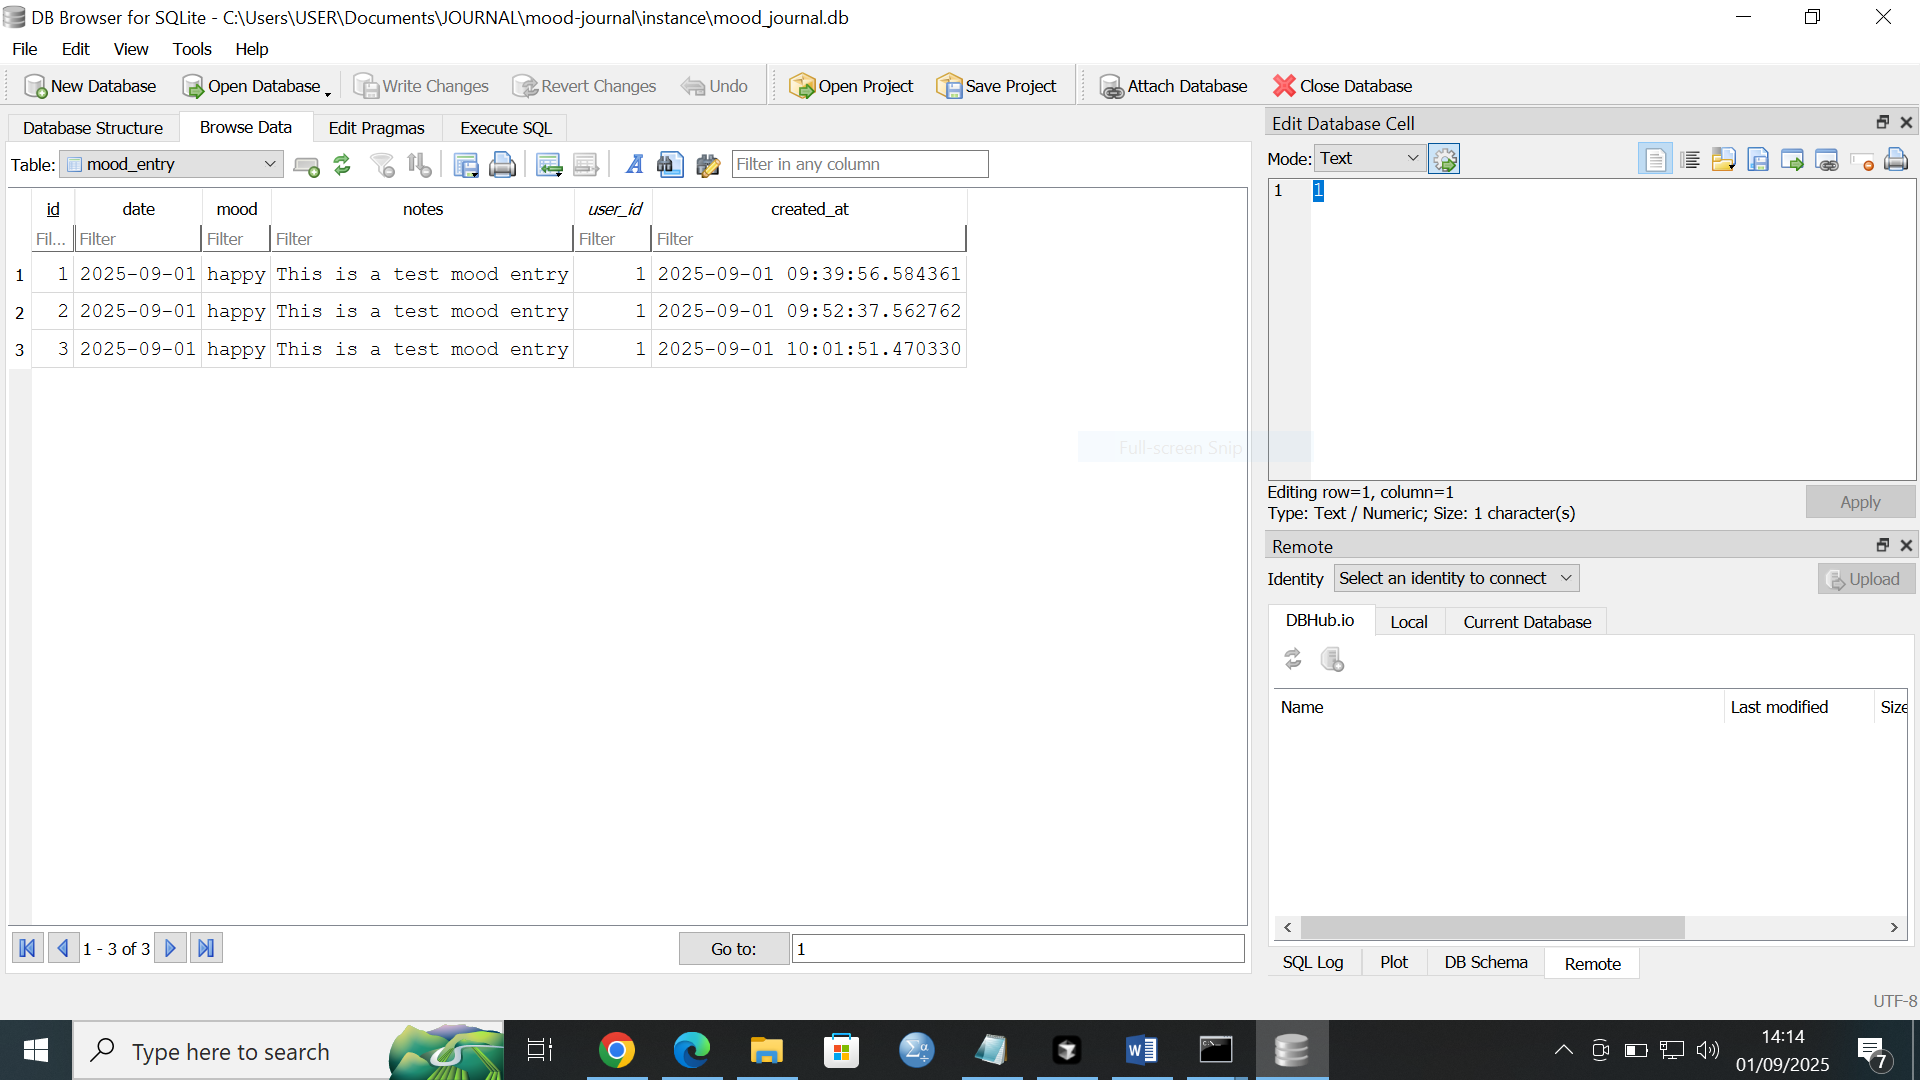 DB Browser for SQLite - C:\Users\USER\Documents\JOURNAL\mood-journal\instance\mood_journal.db
File Edit View Tools Help
New Database Open Database Write Changes Revert Changes Undo Open Project Save Project Attach Database Close Database
Database Structure Browse Data Edit Pragmas Execute SQL
Table: mood_entry Filter in any column
id date mood notes user_id created_at
Fil... Filter Filter Filter Filter Filter
1 1 2025-09-01 happy This is a test mood entry 1 2025-09-01 09:39:56.584361
2 2 2025-09-01 happy This is a test mood entry 1 2025-09-01 09:52:37.562762
3 3 2025-09-01 happy This is a test mood entry 1 2025-09-01 10:01:51.470330
Full-screen Snip
1 - 3 of 3 Go to: 1
Edit Database Cell
Mode: Text
1 1
Editing row=1, column=1
Type: Text / Numeric; Size: 1 character(s)
Apply
Remote
Identity Select an identity to connect Upload
DBHub.io Local Current Database
Name Last modified Size
SQL Log Plot DB Schema Remote
UTF-8
Type here to search
14:14
01/09/2025
7